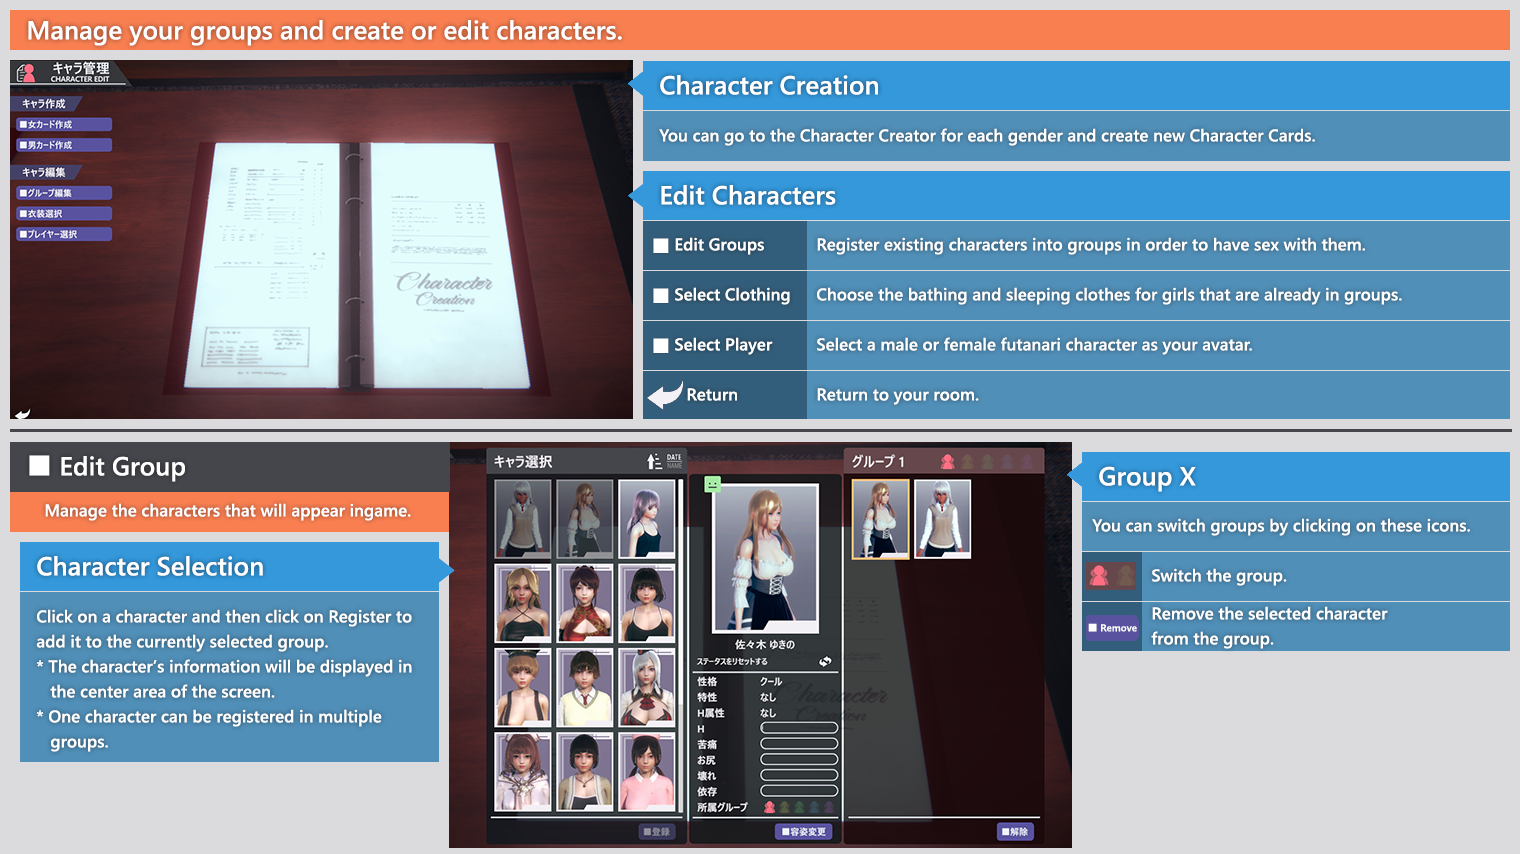 Manage your groups and create or edit characters.
キャラ管理
CHARACTER EDIT
キャラ作成
■女カード作成
■男カード作成
キャラ編集
■グループ編集
■衣装選択
■プレイヤー選択
Character
Creation
Character Creation
You can go to the Character Creator for each gender and create new Character Cards.
Edit Characters
■ Edit Groups
Register existing characters into groups in order to have sex with them.
■ Select Clothing
Choose the bathing and sleeping clothes for girls that are already in groups.
■ Select Player
Select a male or female futanari character as your avatar.
Return
Return to your room.
■ Edit Group
Manage the characters that will appear ingame.
Character Selection
Click on a character and then click on Register to
add it to the currently selected group.
* The character's information will be displayed in
the center area of the screen.
* One character can be registered in multiple
groups.
キャラ選択
DATE
NAME
■登録
佐々木 ゆきの
ステータスをリセットする
性格 クール
特性 なし
H属性 なし
H
苦痛
お尻
壊れ
依存
所属グループ
■容姿変更
Character
Creation
グループ 1
■解除
Group X
You can switch groups by clicking on these icons.
Switch the group.
■ Remove
Remove the selected character
from the group.